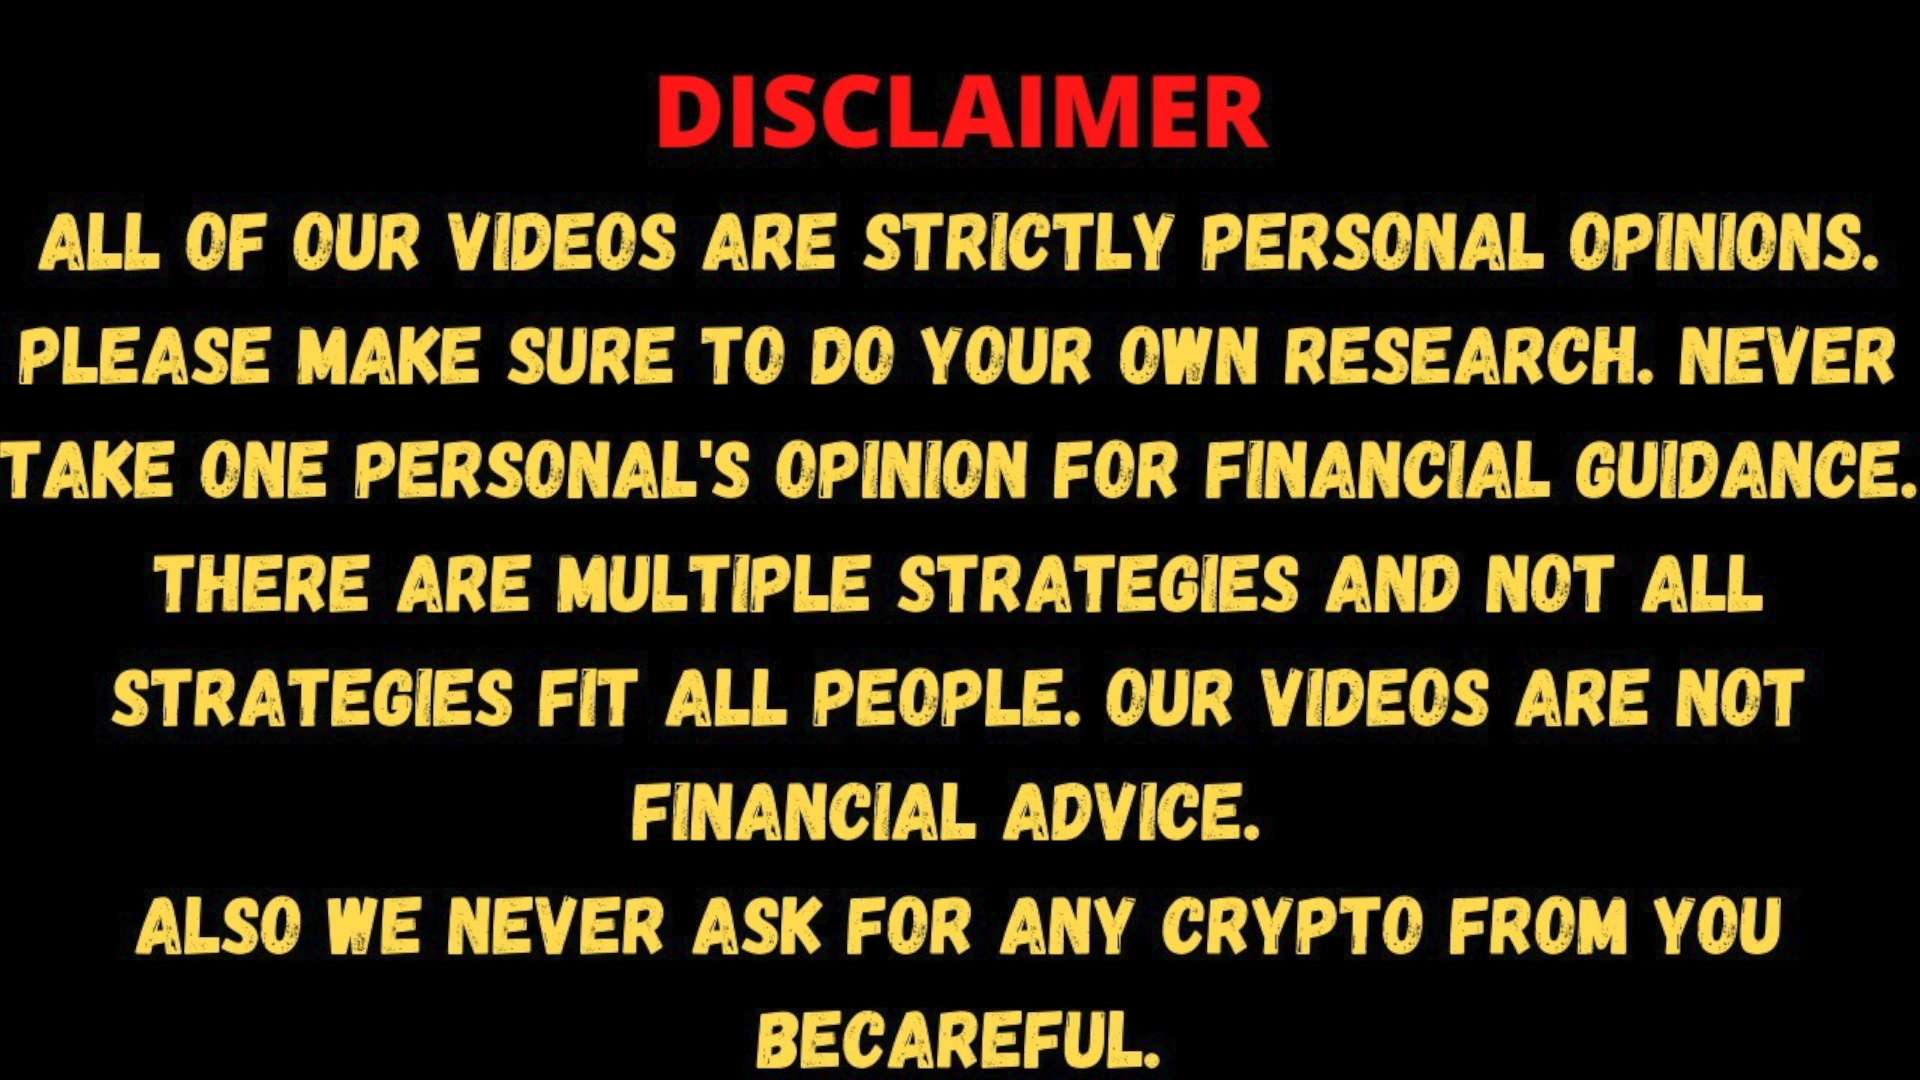 DISCLAIMER
ALL OF OUR VIDEOS ARE STRICTLY PERSONAL OPINIONS.
PLEASE MAKE SURE TO DO YOUR OWN RESEARCH. NEVER
TAKE ONE PERSONAL'S OPINION FOR FINANCIAL GUIDANCE.
THERE ARE MULTIPLE STRATEGIES AND NOT ALL
STRATEGIES FIT ALL PEOPLE. OUR VIDEOS ARE NOT
FINANCIAL ADVICE.
ALSO WE NEVER ASK FOR ANY CRYPTO FROM YOU
BECAREFUL.